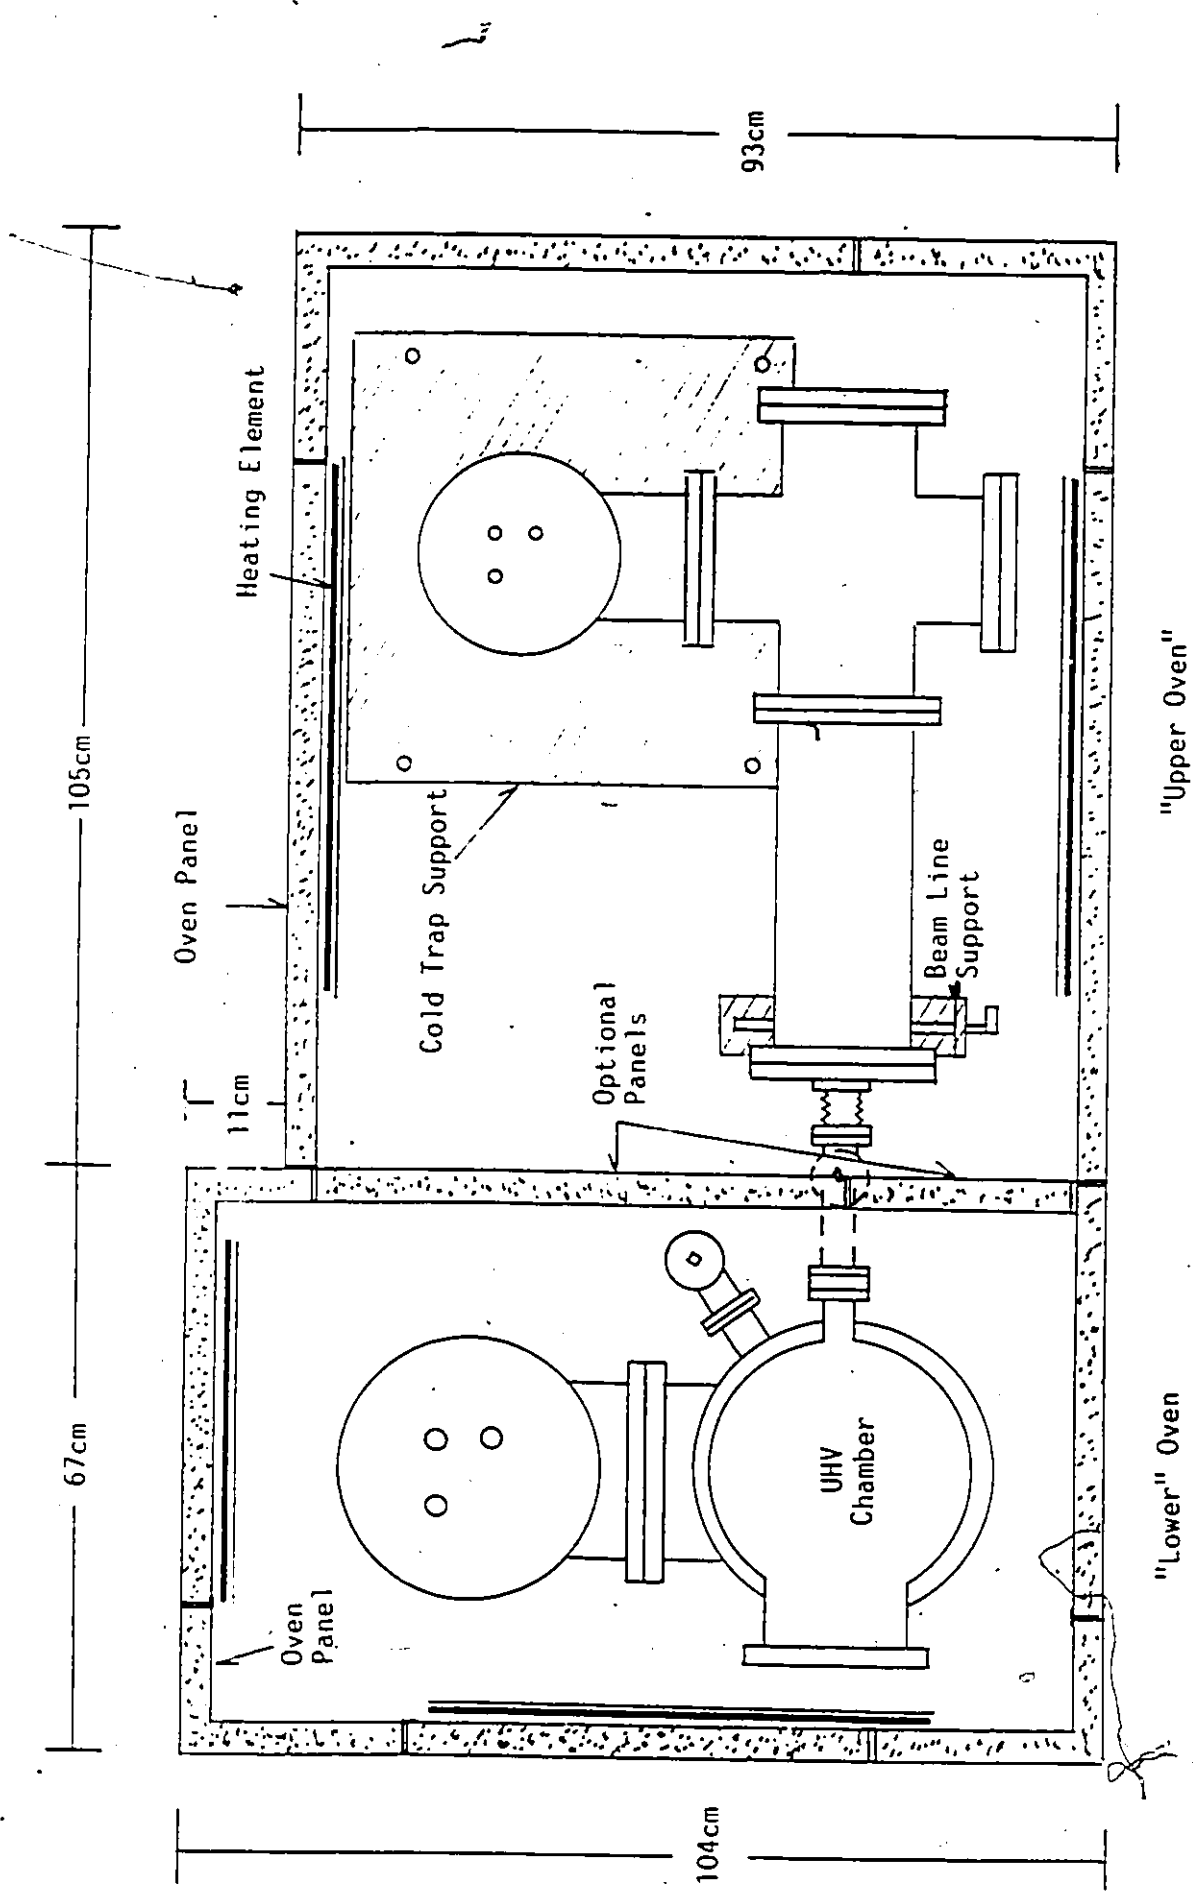 67cm
105cm
11cm
Oven Panel
Heating Element
93cm
104cm
Oven
Panel
Cold Trap Support
Optional
Panels
Beam Line
Support
UHV
Chamber
"Lower" Oven
"Upper Oven"